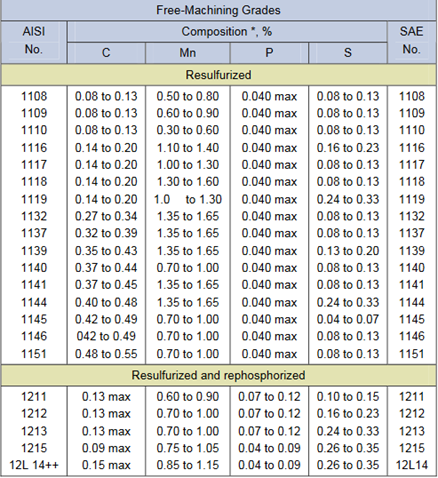 Free-Machining Grades
AISI No. Composition *, % SAE No.
C Mn P S
Resulfurized
1108 0.08 to 0.13 0.50 to 0.80 0.040 max 0.08 to 0.13 1108
1109 0.08 to 0.13 0.60 to 0.90 0.040 max 0.08 to 0.13 1109
1110 0.08 to 0.13 0.30 to 0.60 0.040 max 0.08 to 0.13 1110
1116 0.14 to 0.20 1.10 to 1.40 0.040 max 0.16 to 0.23 1116
1117 0.14 to 0.20 1.00 to 1.30 0.040 max 0.08 to 0.13 1117
1118 0.14 to 0.20 1.30 to 1.60 0.040 max 0.08 to 0.13 1118
1119 0.14 to 0.20 1.0 to 1.30 0.040 max 0.24 to 0.33 1119
1132 0.27 to 0.34 1.35 to 1.65 0.040 max 0.08 to 0.13 1132
1137 0.32 to 0.39 1.35 to 1.65 0.040 max 0.08 to 0.13 1137
1139 0.35 to 0.43 1.35 to 1.65 0.040 max 0.13 to 0.20 1139
1140 0.37 to 0.44 0.70 to 1.00 0.040 max 0.08 to 0.13 1140
1141 0.37 to 0.45 1.35 to 1.65 0.040 max 0.08 to 0.13 1141
1144 0.40 to 0.48 1.35 to 1.65 0.040 max 0.24 to 0.33 1144
1145 0.42 to 0.49 0.70 to 1.00 0.040 max 0.04 to 0.07 1145
1146 042 to 0.49 0.70 to 1.00 0.040 max 0.08 to 0.13 1146
1151 0.48 to 0.55 0.70 to 1.00 0.040 max 0.08 to 0.13 1151
Resulfurized and rephosphorized
1211 0.13 max 0.60 to 0.90 0.07 to 0.12 0.10 to 0.15 1211
1212 0.13 max 0.70 to 1.00 0.07 to 0.12 0.16 to 0.23 1212
1213 0.13 max 0.70 to 1.00 0.07 to 0.12 0.24 to 0.33 1213
1215 0.09 max 0.75 to 1.05 0.04 to 0.09 0.26 to 0.35 1215
12L 14++ 0.15 max 0.85 to 1.15 0.04 to 0.09 0.26 to 0.35 12L14